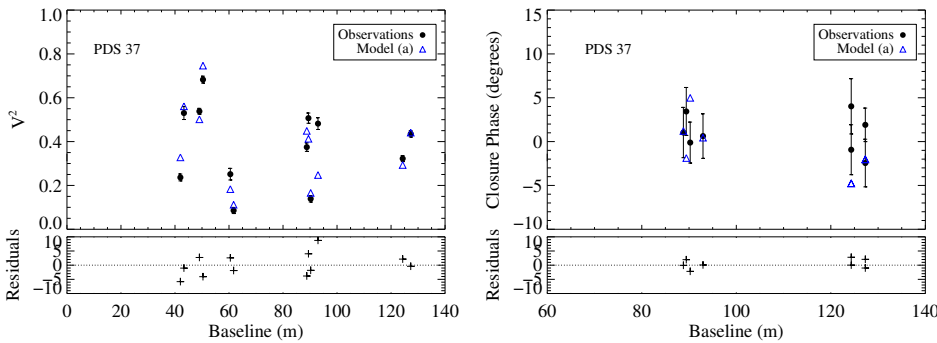 PDS 37
Observations
Model (a)
V2
1.0
0.8
0.6
0.4
0.2
0.0
Residuals
10
5
0
−5
−10
0 20 40 60 80 100 120 140
Baseline (m)
PDS 37
Observations
Model (a)
Closure Phase (degrees)
15
10
5
0
−5
−10
Residuals
10
5
0
−5
−10
60 80 100 120 140
Baseline (m)